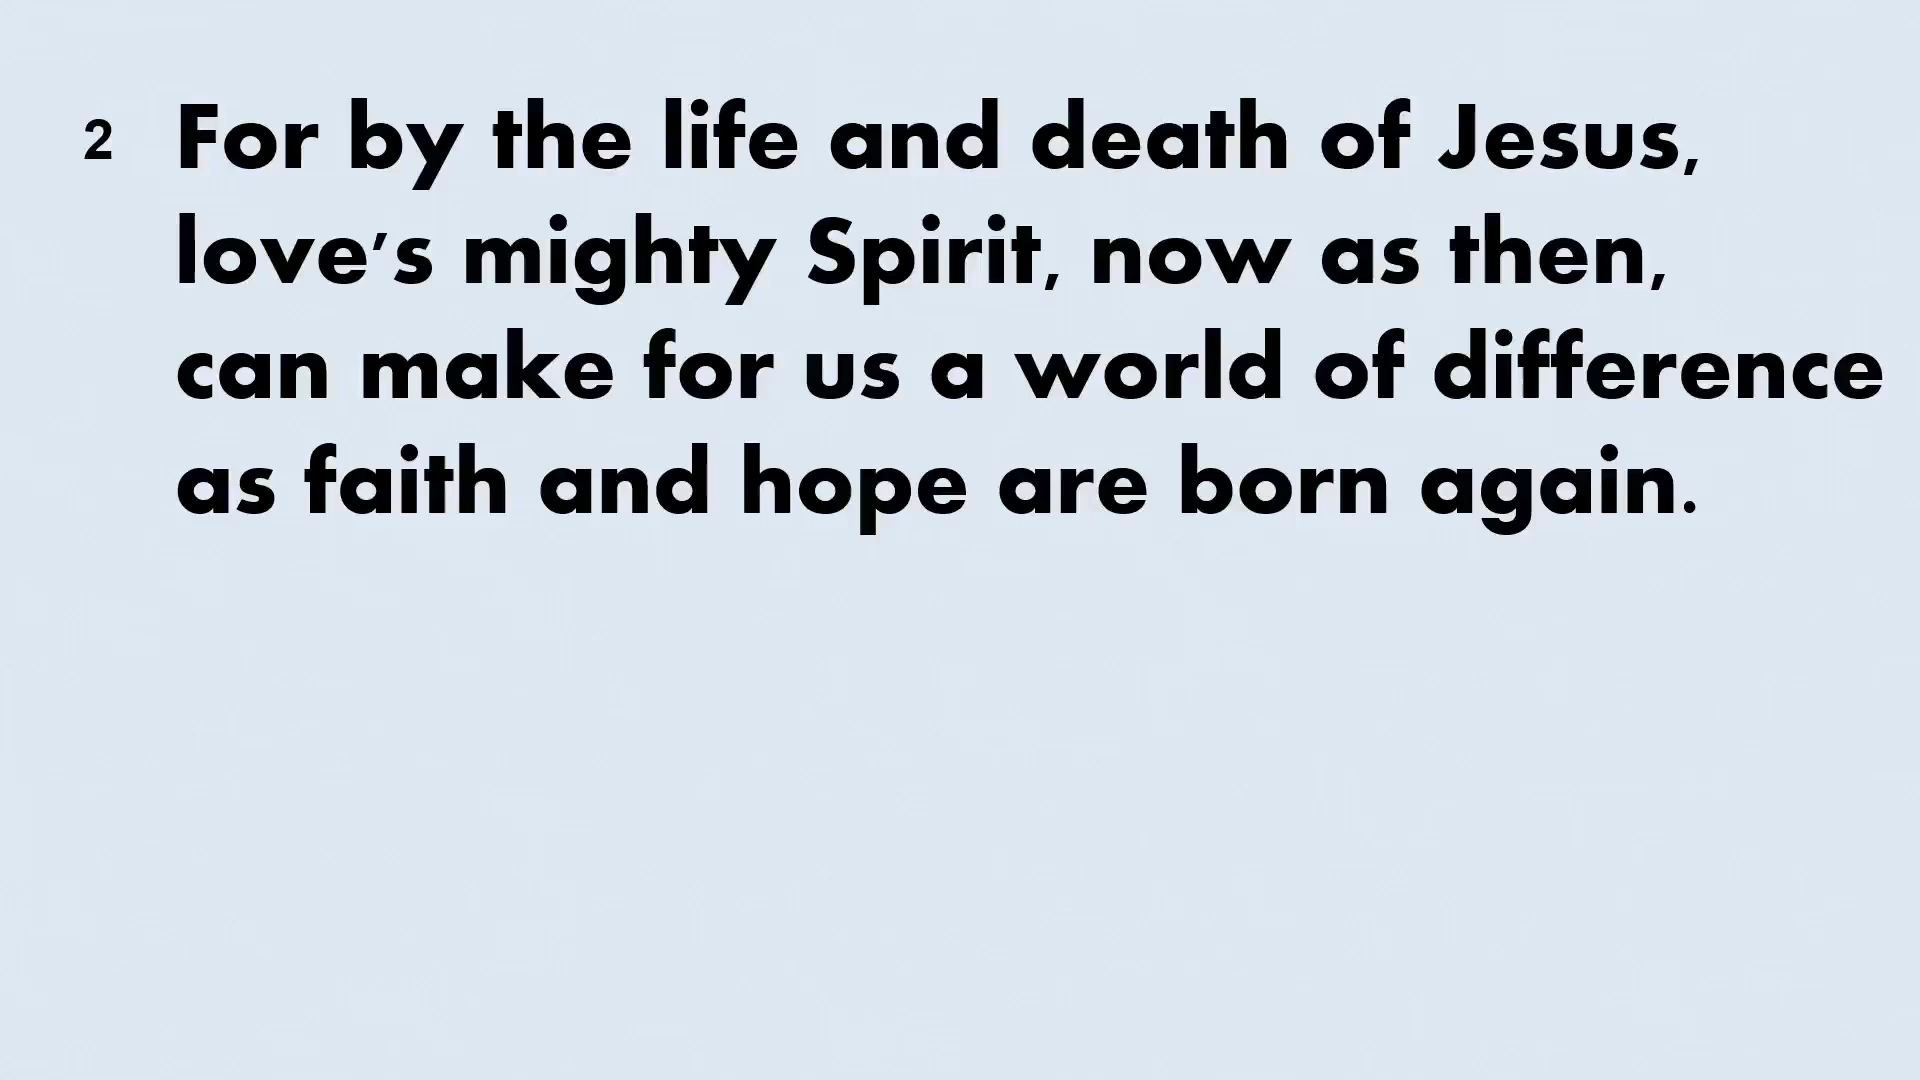 2 For by the life and death of Jesus,
love's mighty Spirit, now as then,
can make for us a world of difference
as faith and hope are born again.